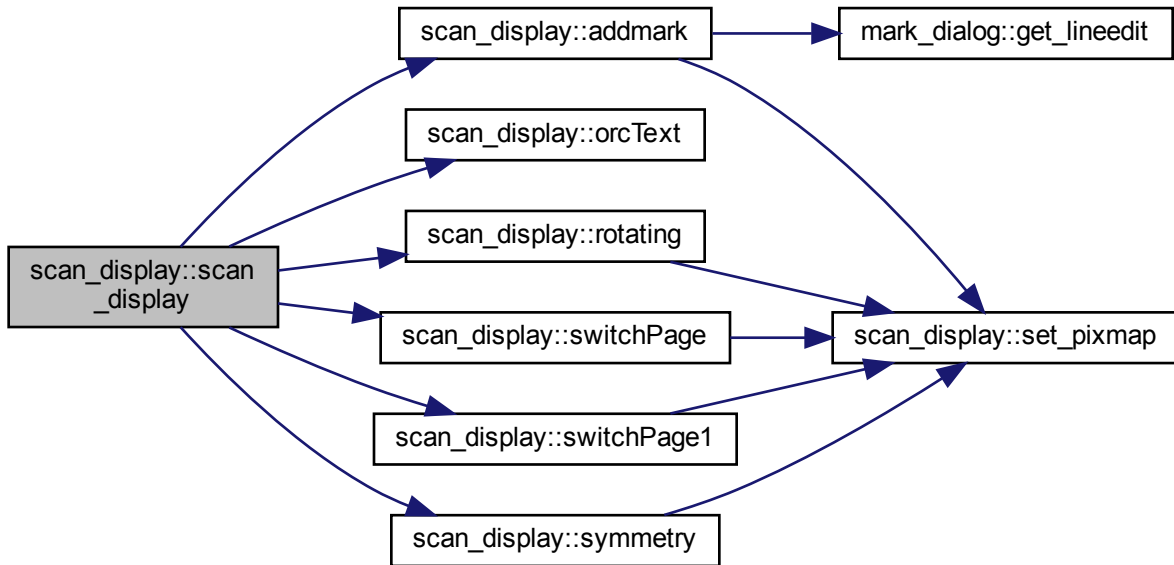 scan_display::addmark
mark_dialog::get_lineedit
scan_display::orcText
scan_display::rotating
scan_display::scan
_display
scan_display::switchPage
scan_display::set_pixmap
scan_display::switchPage1
scan_display::symmetry